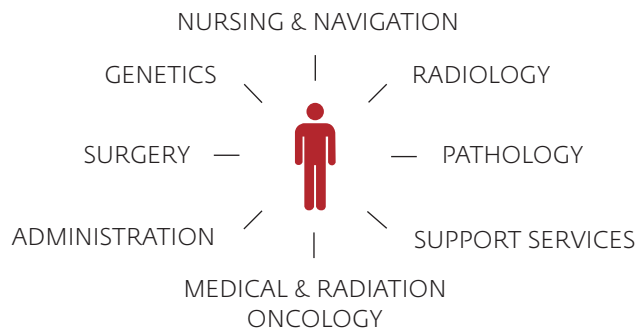 NURSING & NAVIGATION
GENETICS
RADIOLOGY
SURGERY
PATHOLOGY
ADMINISTRATION
SUPPORT SERVICES
MEDICAL & RADIATION
ONCOLOGY